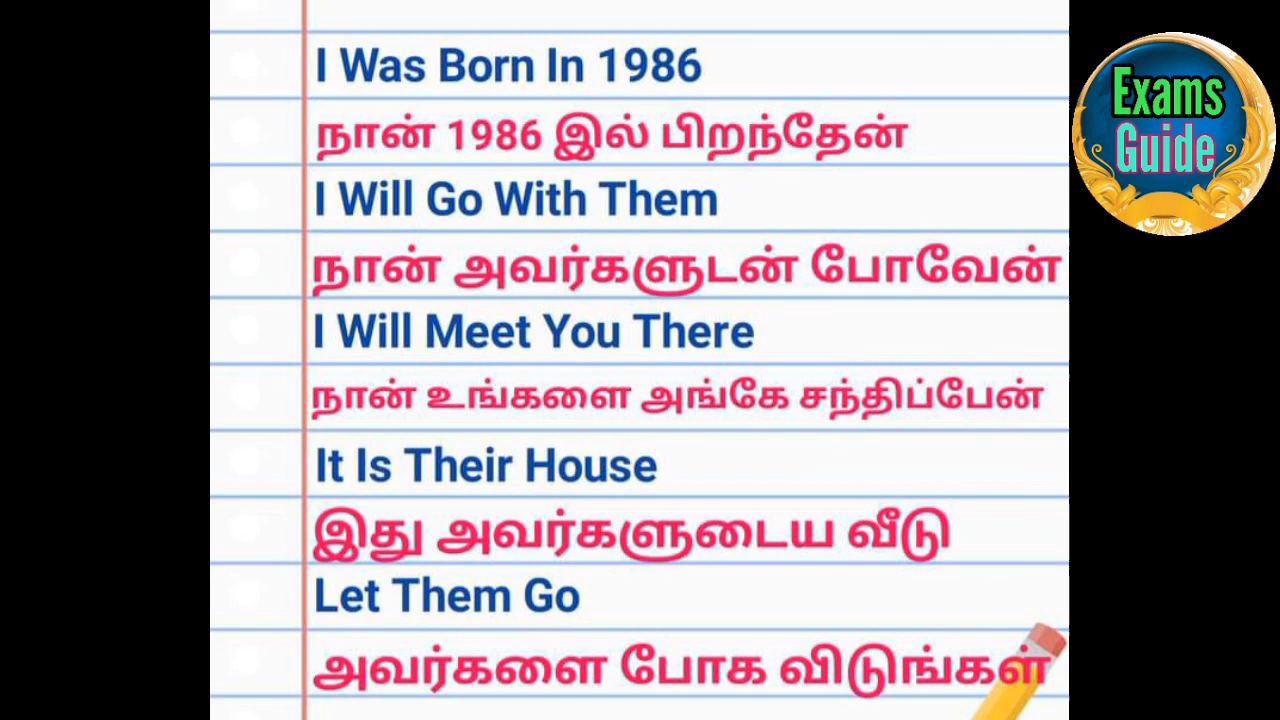 I Was Born In 1986
நான் 1986 இல் பிறந்தேன்
I Will Go With Them
நான் அவர்களுடன் போவேன்
I Will Meet You There
நான் உங்களை அங்கே சந்திப்பேன்
It Is Their House
இது அவர்களுடைய வீடு
Let Them Go
அவர்களை போக விடுங்கள்
Exams
Guide